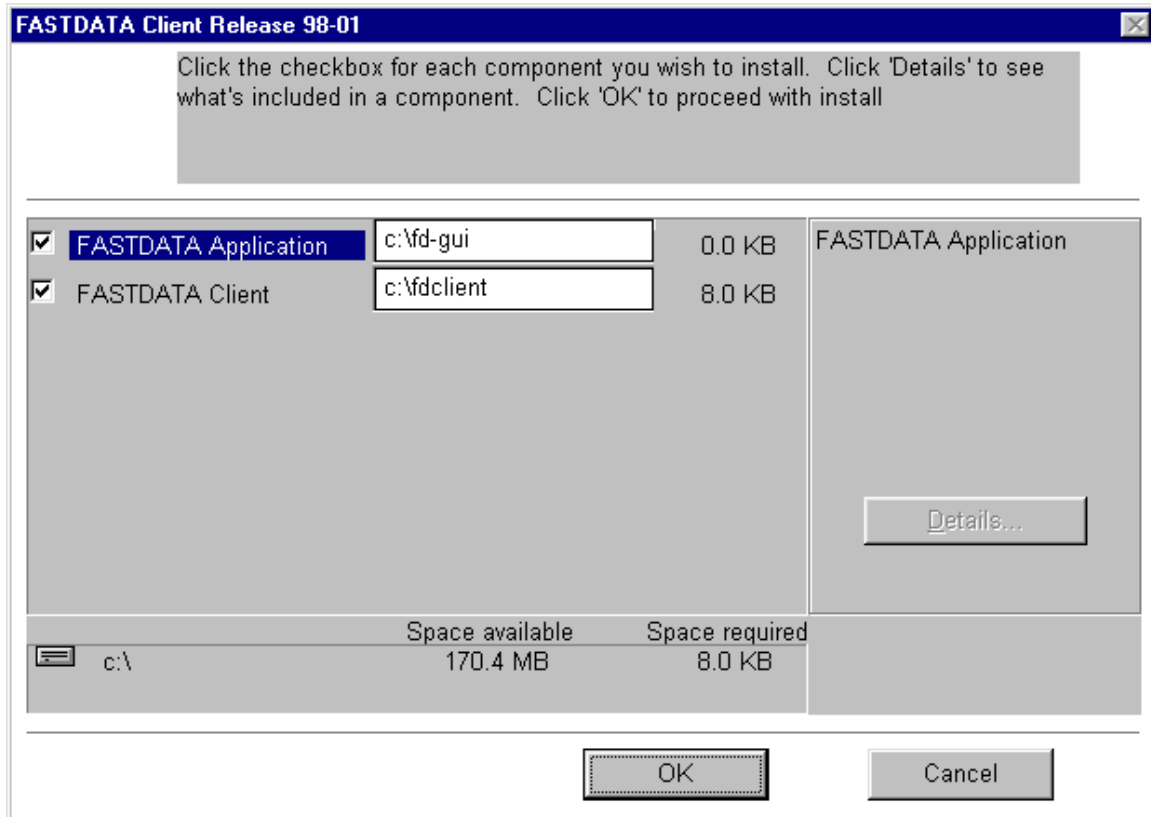 FASTDATA Client Release 98-01
Click the checkbox for each component you wish to install.  Click 'Details' to see
what's included in a component.  Click 'OK' to proceed with install
FASTDATA Application c:\fd-gui 0.0 KB FASTDATA Application
FASTDATA Client c:\fdclient 8.0 KB
Details...
Space available Space required
c:\ 170.4 MB 8.0 KB
OK Cancel